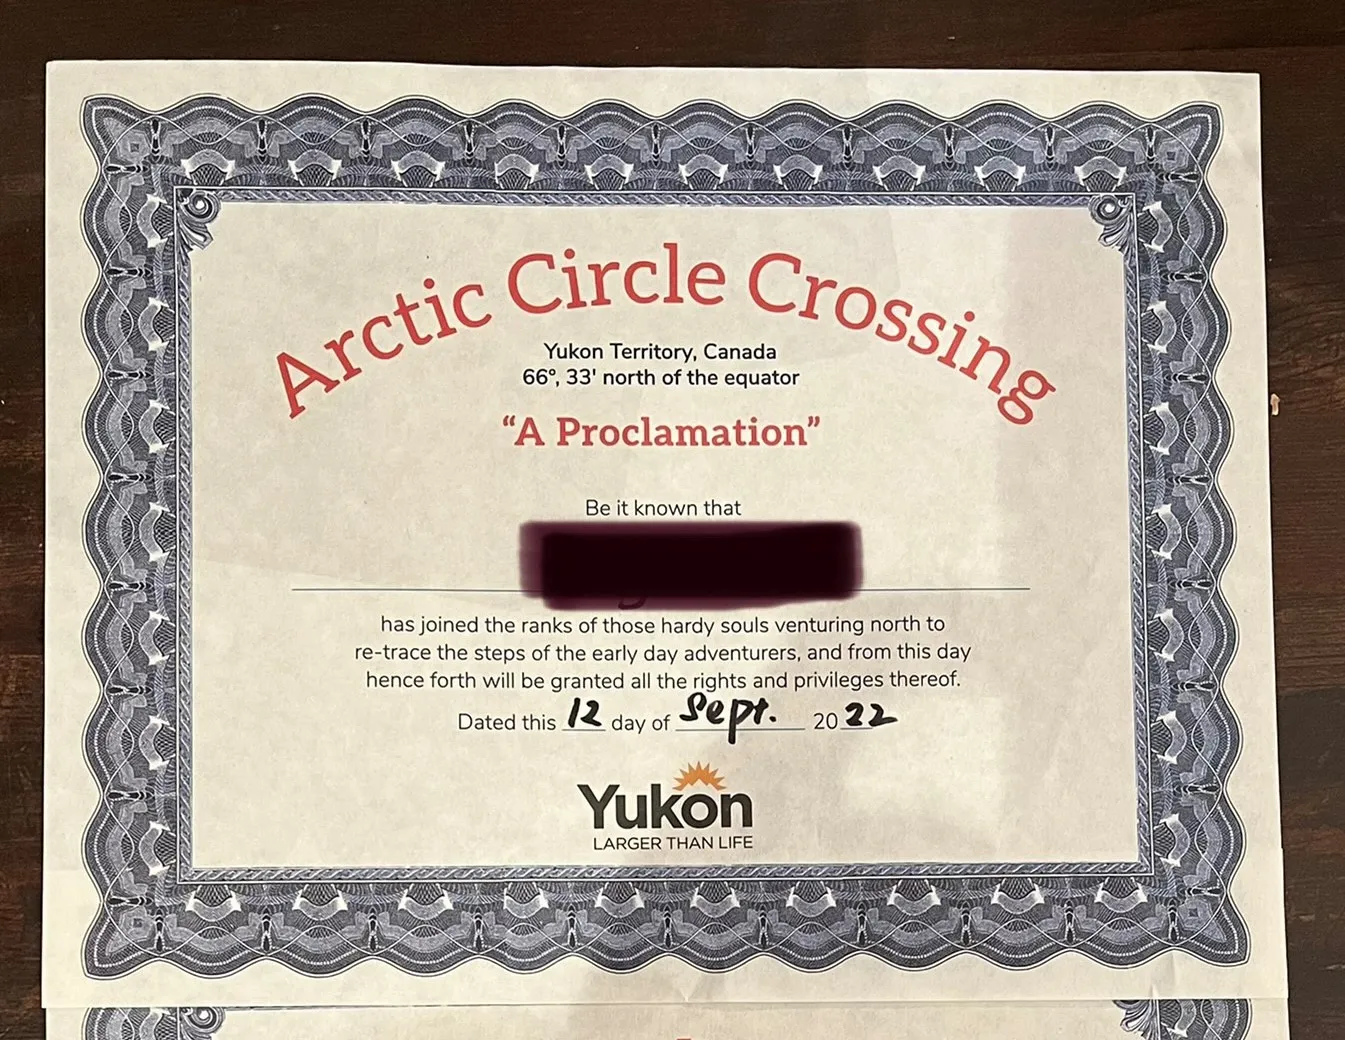 Arctic Circle Crossing
Yukon Territory, Canada
66°, 33' north of the equator
“A Proclamation”
Be it known that
has joined the ranks of those hardy souls venturing north to
re-trace the steps of the early day adventurers, and from this day
hence forth will be granted all the rights and privileges thereof.
Dated this 12 day of Sept. 2022
Yukon
LARGER THAN LIFE